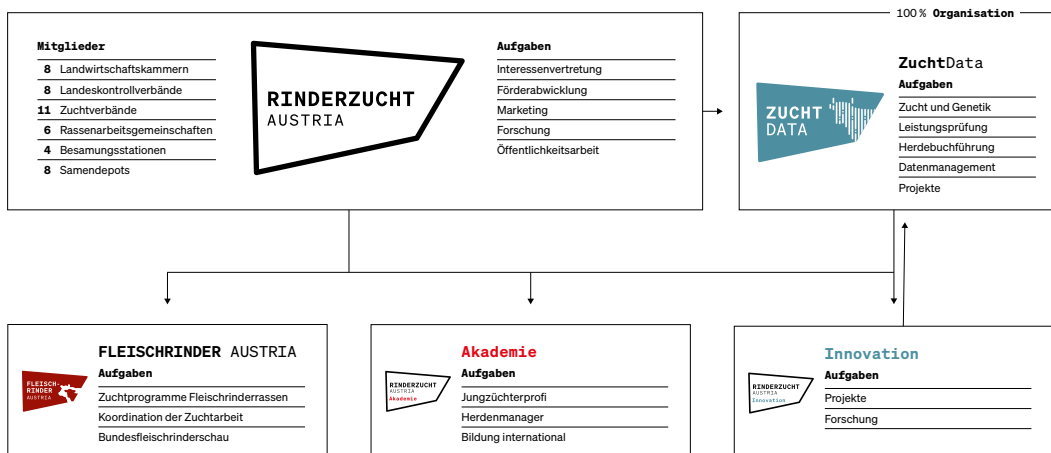 Mitglieder
8 Landwirtschaftskammern
8 Landeskontrollverbände
11 Zuchtverbände
6 Rassenarbeitsgemeinschaften
4 Besamungsstationen
8 Samendepots
RINDERZUCHT
AUSTRIA
Aufgaben
Interessenvertretung
Förderabwicklung
Marketing
Forschung
Öffentlichkeitsarbeit
100 % Organisation
ZUCHT
DATA
ZuchtData
Aufgaben
Zucht und Genetik
Leistungsprüfung
Herdebuchführung
Datenmanagement
Projekte
FLEISCH-
RINDER
AUSTRIA
FLEISCHRINDER AUSTRIA
Aufgaben
Zuchtprogramme Fleischrinderrassen
Koordination der Zuchtarbeit
Bundesfleischrinderschau
RINDERZUCHT
AUSTRIA
Akademie
Akademie
Aufgaben
Jungzüchterprofi
Herdenmanager
Bildung international
RINDERZUCHT
AUSTRIA
Innovation
Innovation
Aufgaben
Projekte
Forschung